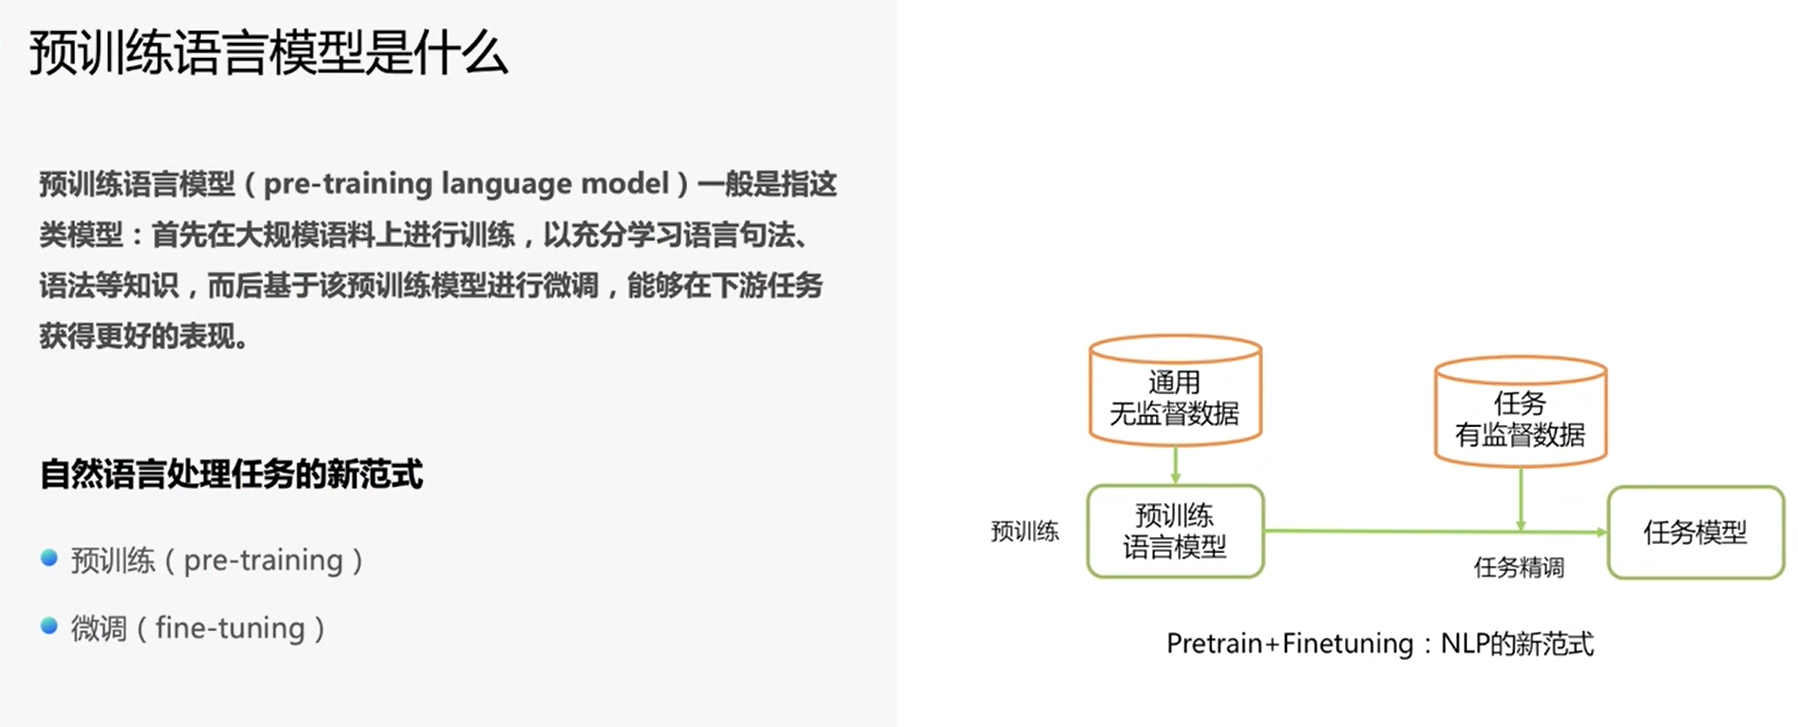 预训练语言模型是什么
预训练语言模型（pre-training language model）一般是指这
类模型：首先在大规模语料上进行训练，以充分学习语言句法、
语法等知识，而后基于该预训练模型进行微调，能够在下游任务
获得更好的表现。
自然语言处理任务的新范式
预训练（pre-training）
微调（fine-tuning）
通用
无监督数据
任务
有监督数据
预训练
预训练
语言模型
任务模型
任务精调
Pretrain+Finetuning：NLP的新范式